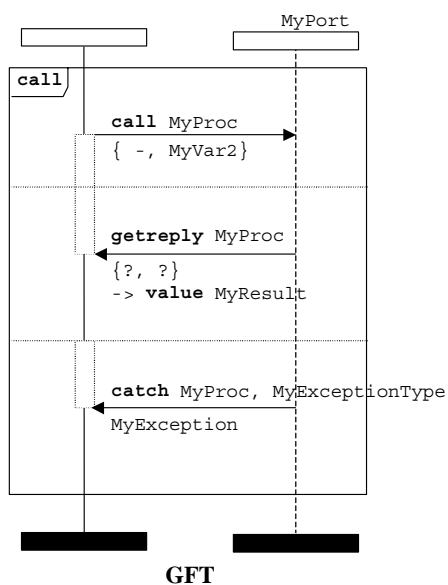 MyPort
call
call MyProc
{ -, MyVar2}
getreply MyProc
{?, ?}
-> value MyResult
catch MyProc, MyExceptionType
MyException
GFT